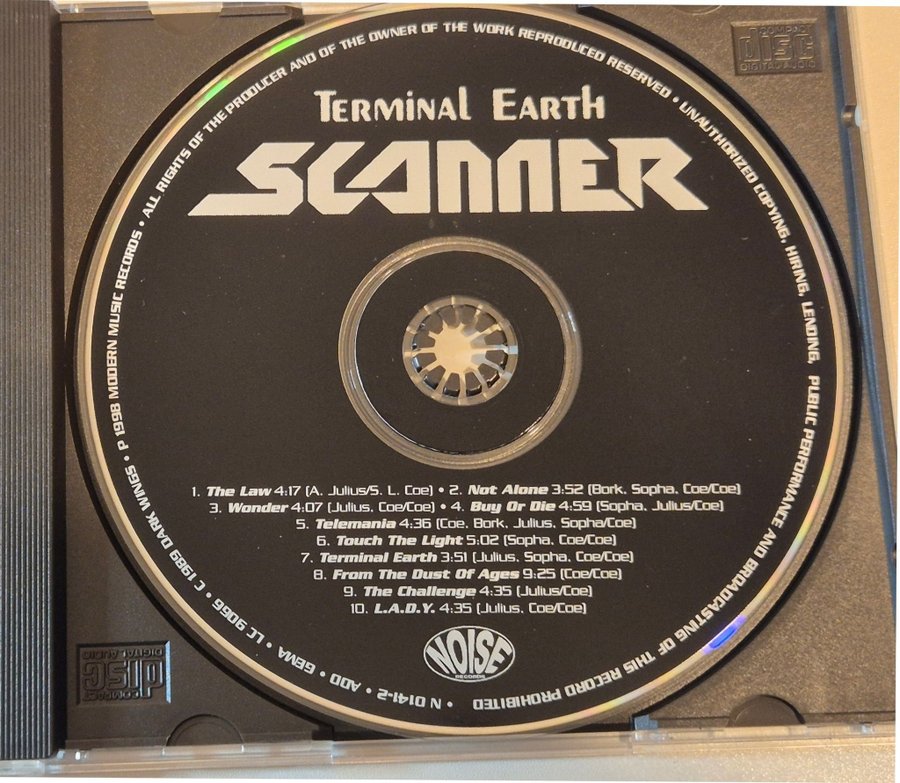 TERMINAL EARTH
SCANNER
1. The Law 4:17 (A. Julius/S. L. Coe) • 2. Not Alone 3:52 (Bork, Sopha, Coe/Coe)
3. Wonder 4:07 (Julius, Coe/Coe) • 4. Buy Or Die 4:59 (Sopha, Julius/Coe)
5. Telemania 4:36 (Coe, Bork, Julius, Sopha/Coe)
6. Touch The Light 5:02 (Sopha, Coe/Coe)
7. Terminal Earth 3:51 (Julius, Sopha, Coe/Coe)
8. From The Dust Of Ages 9:25 (Coe/Coe)
9. The Challenge 4:35 (Julius/Coe)
10. L.A.D.Y. 4:35 (Julius, Coe/Coe)
NOISE
RECORDS
• N 0141-2 • ADD • GEMA • LC 9066 • C 1989 DARK WINGS • P 1998 MODERN MUSIC RECORDS • ALL RIGHTS OF THE PRODUCER AND OF THE OWNER OF THE WORK REPRODUCED RESERVED • UNAUTHORIZED COPYING, HIRING, LENDING, PUBLIC PERFORMANCE AND BROADCASTING OF THIS RECORD PROHIBITED
COMPACT
disc
DIGITAL AUDIO
COMPACT
disc
DIGITAL AUDIO